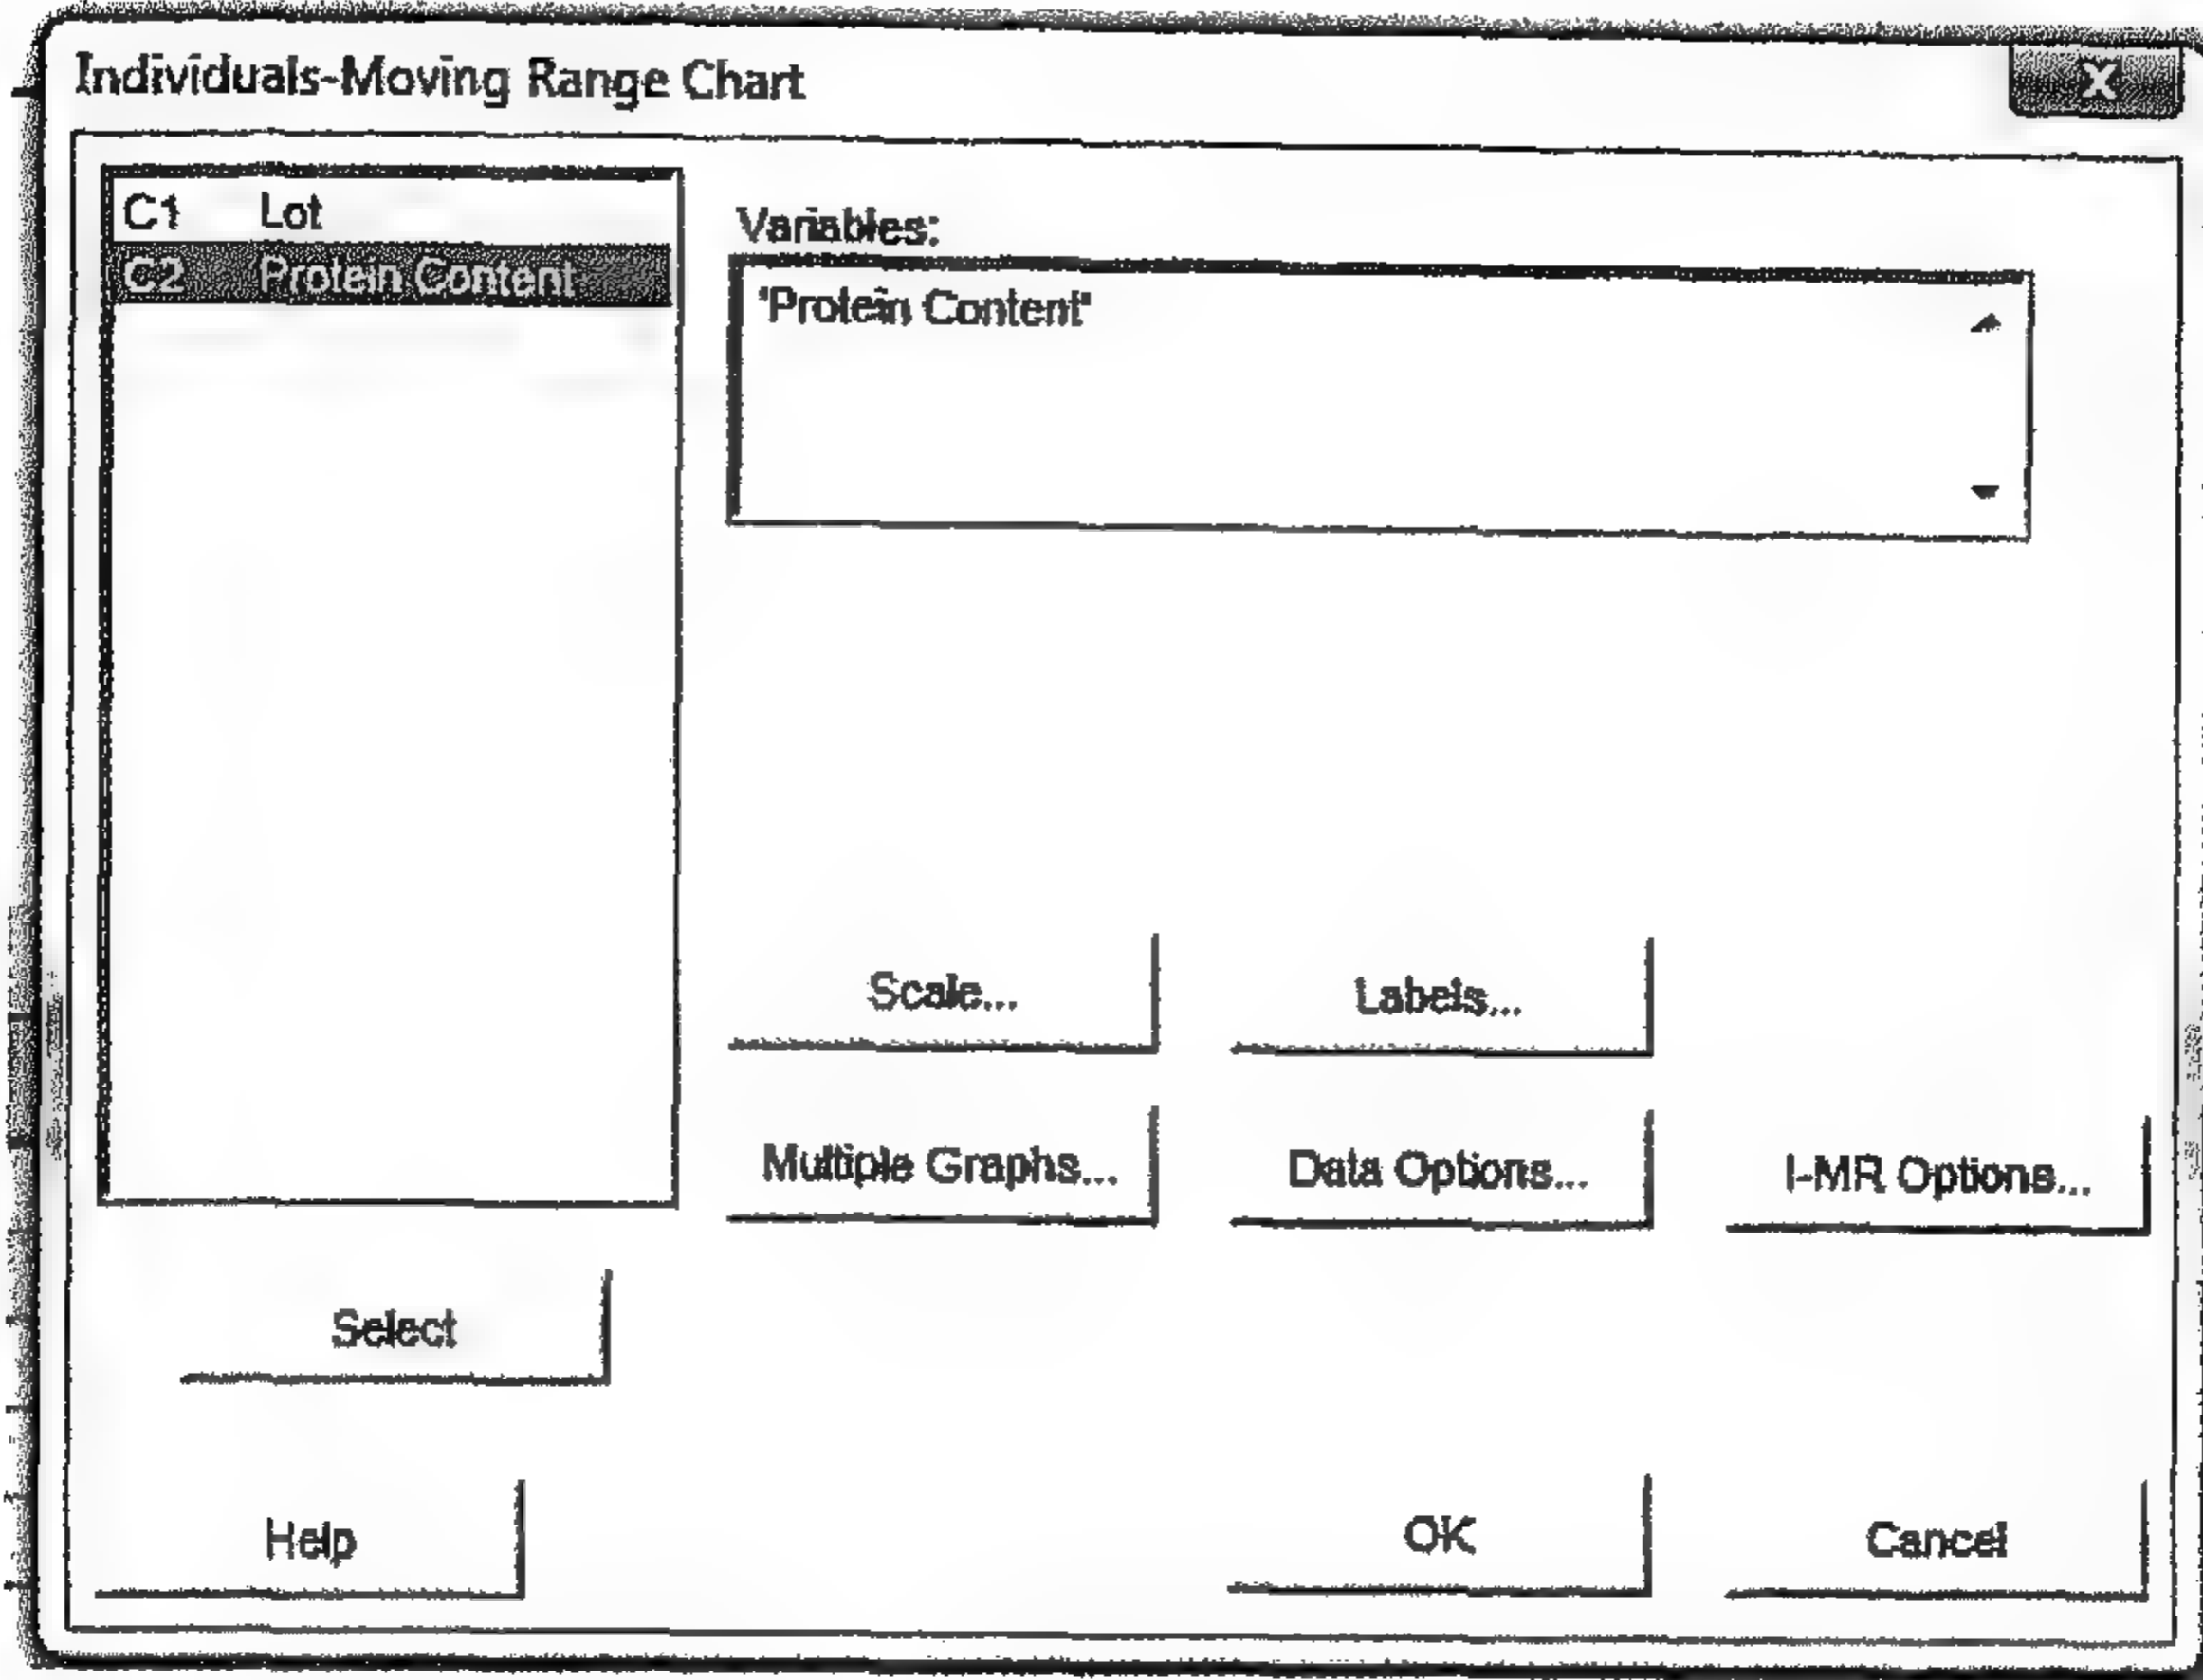 Individuals-Moving Range Chart
X
C1 Lot
C2 Protein Content
Variables:
'Protein Content'
Scale...
Labels...
Multiple Graphs...
Data Options...
I-MR Options...
Select
Help
OK
Cancel